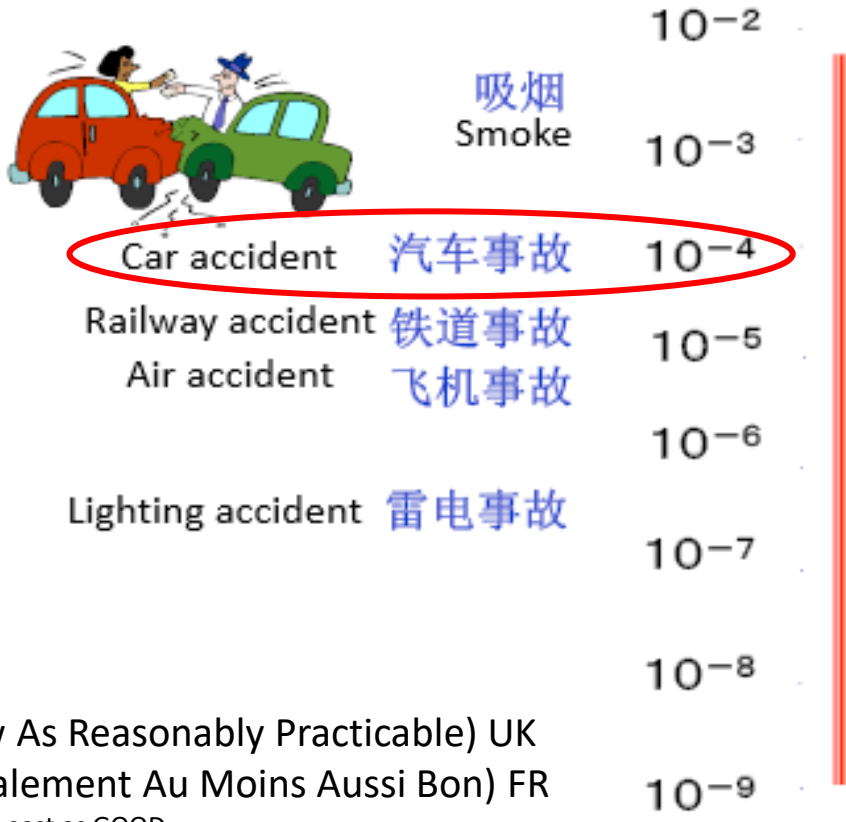 10−2
吸烟
Smoke
10−3
Car accident 汽车事故 10−4
Railway accident 铁道事故
10−5
Air accident 飞机事故
10−6
Lighting accident 雷电事故
10−7
10−8
As Reasonably Practicable) UK
alement Au Moins Aussi Bon) FR
10−9
as GOOD